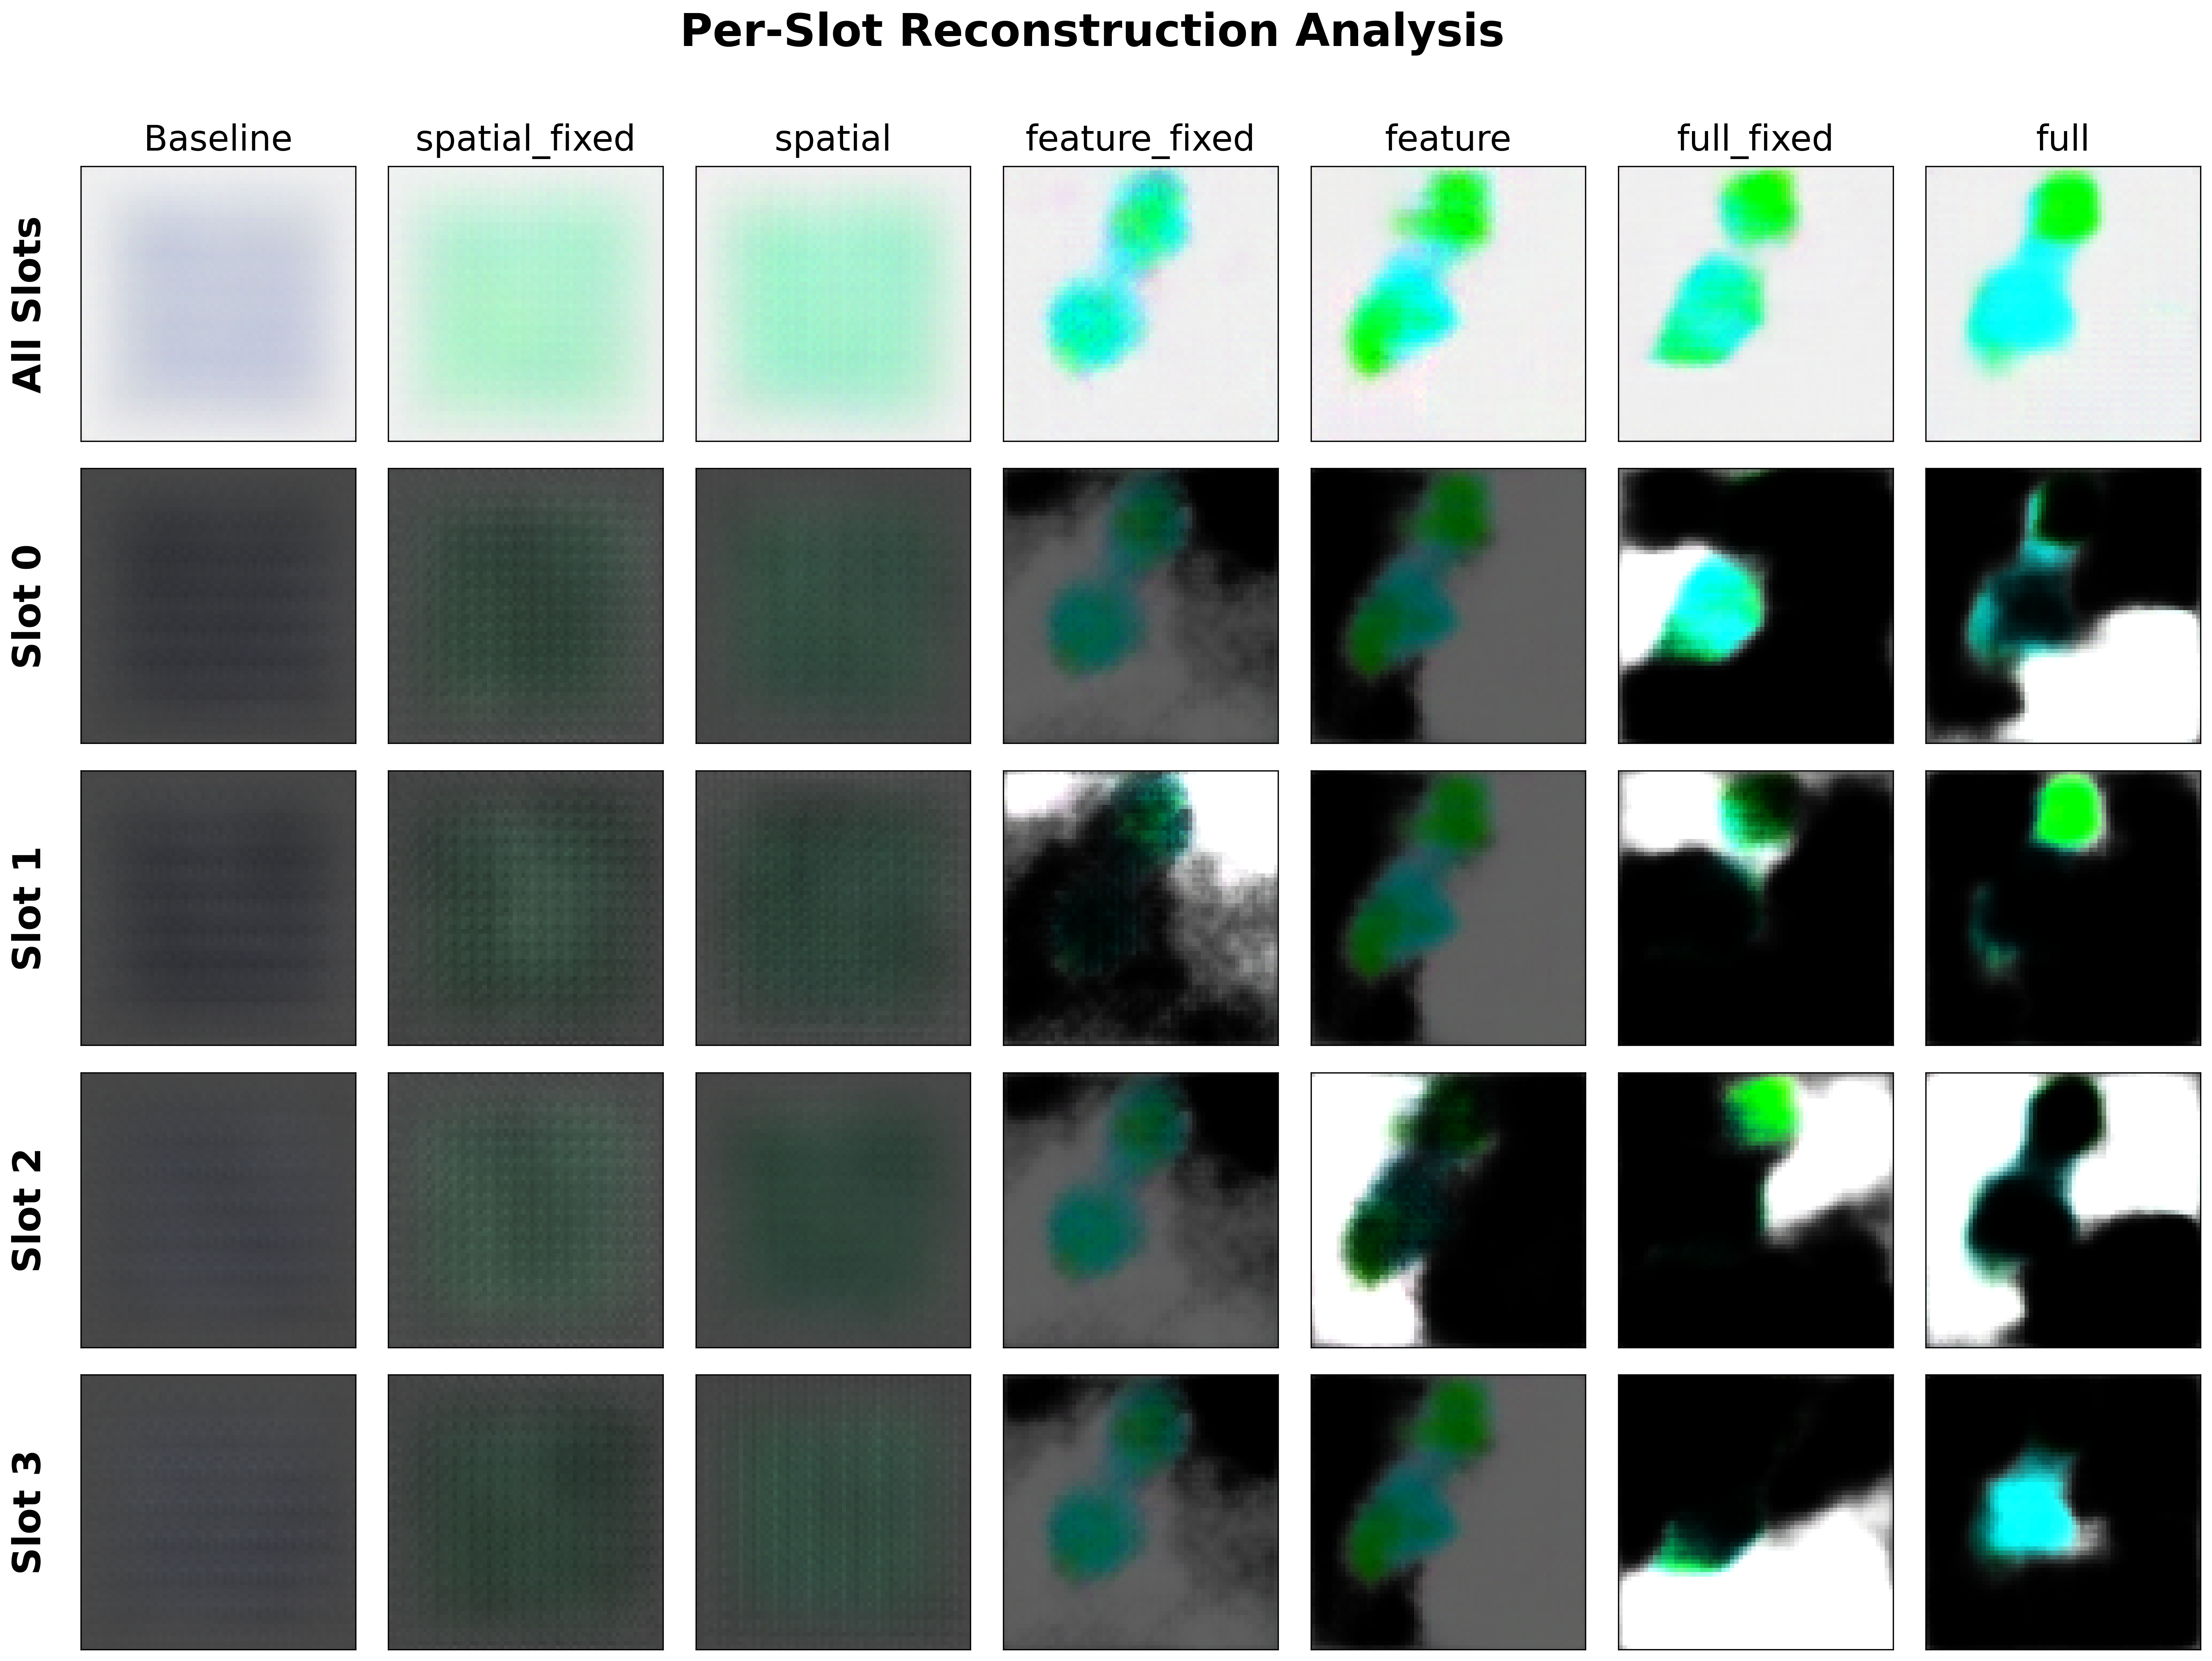 Per-Slot Reconstruction Analysis
Baseline spatial_fixed spatial feature_fixed feature full_fixed full
All Slots
Slot 0
Slot 1
Slot 2
Slot 3